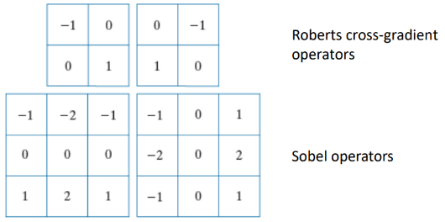 -1 0 0 -1
0 1 1 0
Roberts cross-gradient
operators
-1 -2 -1 -1 0 1
0 0 0 -2 0 2
1 2 1 -1 0 1
Sobel operators